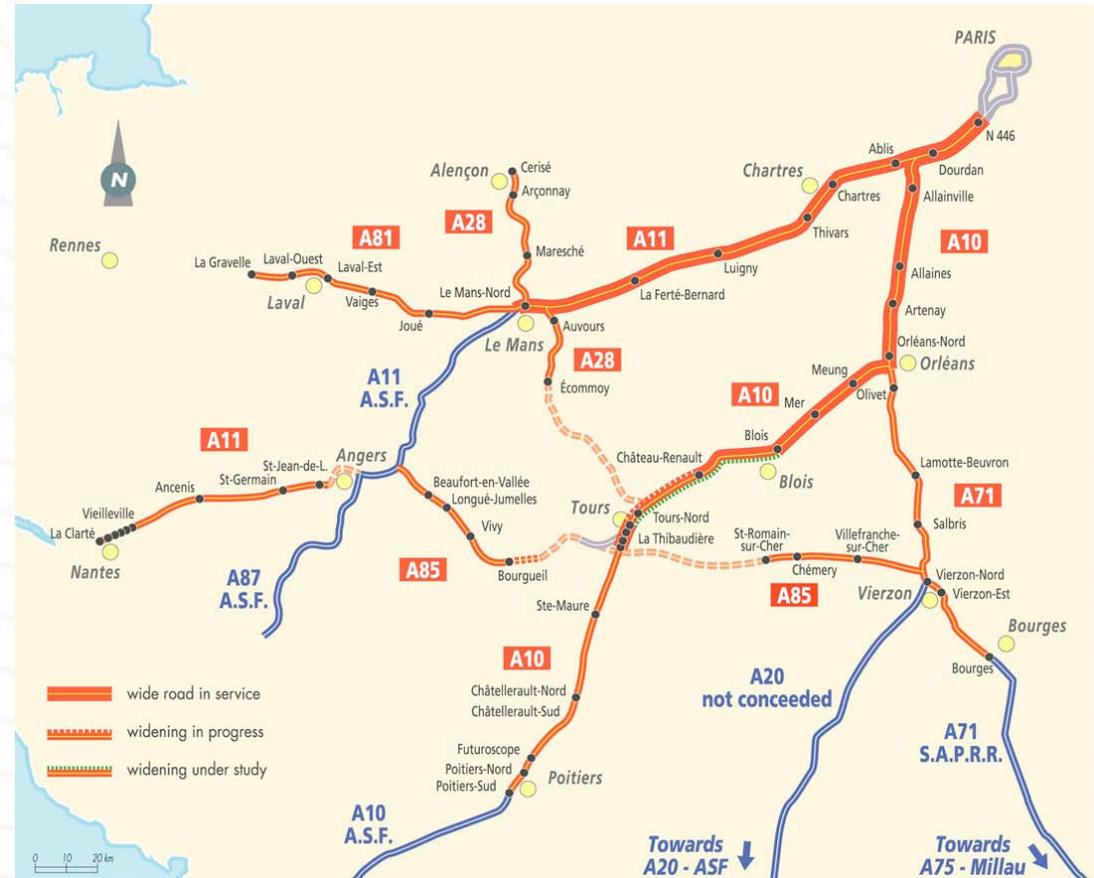 PARIS
N 446
Ablis
Dourdan
Chartres
Chartres
Allainville
Thivars
A10
Alençon
Cerisé
Arçonnay
A28
A11
N
Rennes
A81
Maresché
Luigny
Allaines
La Gravelle
Laval-Ouest
Laval-Est
Laval
Vaiges
Le Mans-Nord
La Ferté-Bernard
Artenay
Joué
Auvours
Le Mans
Orléans-Nord
Orléans
A28
Meung
A11
A.S.F.
Écommoy
A10
Mer
Olivet
A11
Blois
Angers
St-Jean-de-L.
St-Germain
Ancenis
Château-Renault
Blois
Lamotte-Beuvron
Beaufort-en-Vallée
Longué-Jumelles
A71
Vieilleville
La Clarté
Nantes
Vivy
Tours
Tours-Nord
La Thibaudière
St-Romain-
sur-Cher
Villefranche-
sur-Cher
Salbris
Chémery
A85
Bourgueil
A87
A.S.F.
A85
Vierzon
Vierzon-Nord
Vierzon-Est
Ste-Maure
Bourges
A10
Bourges
A20
not conceeded
wide road in service
Châtellerault-Nord
Châtellerault-Sud
widening in progress
A71
S.A.P.R.R.
widening under study
Futuroscope
Poitiers-Nord
Poitiers-Sud
Poitiers
A10
A.S.F.
Towards
A20 - ASF
Towards
A75 - Millau
0 10 20 km